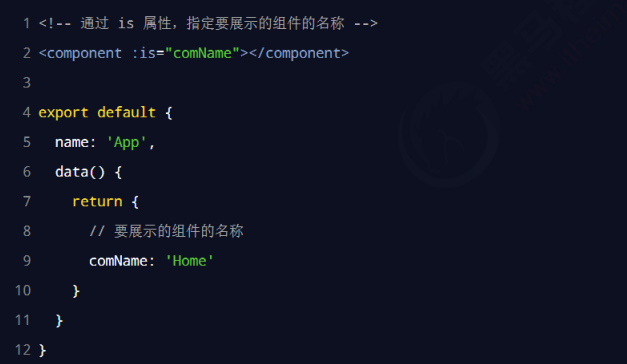 1 <!-- 通过 is 属性，指定要展示的组件的名称 -->
2 <component :is="comName"></component>
3
4 export default {
5   name: 'App',
6   data() {
7     return {
8       // 要展示的组件的名称
9       comName: 'Home'
10     }
11   }
12 }